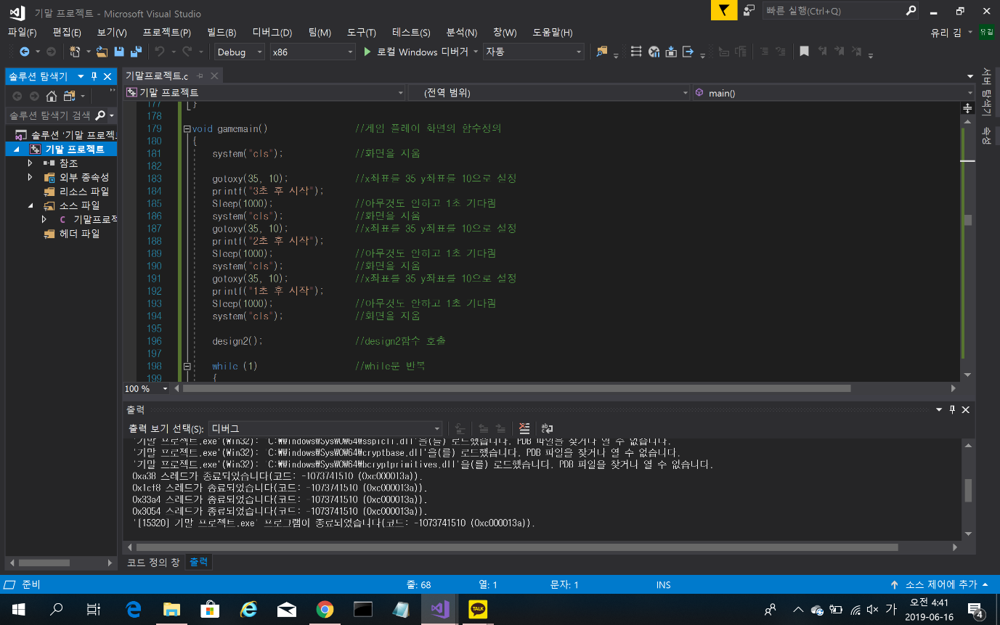 기말 프로젝트 - Microsoft Visual Studio
빠른 실행(Ctrl+Q)
파일(F) 편집(E) 보기(V) 프로젝트(P) 빌드(B) 디버그(D) 팀(M) 도구(T) 테스트(S) 분석(N) 창(W) 도움말(H)
유리 김 유김
Debug x86 로컬 Windows 디버거 자동
솔루션 탐색기
솔루션 탐색기 검색
솔루션 '기말 프로젝트
기말 프로젝트
참조
외부 종속성
리소스 파일
소스 파일
C 기말프로젝
헤더 파일
기말프로젝트.c
기말 프로젝트 (전역 범위) main()
177 }
178
179 void gamemain() //게임 플레이 화면의 함수정의
180 {
181 system("cls"); //화면을 지움
182
183 gotoxy(35, 10); //x좌표를 35 y좌표를 10으로 설정
184 printf("3초 후 시작");
185 Sleep(1000); //아무것도 안하고 1초 기다림
186 system("cls"); //화면을 지움
187 gotoxy(35, 10); //x좌표를 35 y좌표를 10으로 설정
188 printf("2초 후 시작");
189 Sleep(1000); //아무것도 안하고 1초 기다림
190 system("cls"); //화면을 지움
191 gotoxy(35, 10); //x좌표를 35 y좌표를 10으로 설정
192 printf("1초 후 시작");
193 Sleep(1000); //아무것도 안하고 1초 기다림
194 system("cls"); //화면을 지움
195
196 design2(); //design2함수 호출
197
198 while (1) //while문 반복
199 {
100 %
서버 탐색기
속성
출력
출력 보기 선택(S): 디버그
'기말 프로젝트.exe'(Win32): 'C:\Windows\SysWOW64\sspicli.dll'을(를) 로드했습니다. PDB 파일을 찾거나 열 수 없습니다.
'기말 프로젝트.exe'(Win32): 'C:\Windows\SysWOW64\cryptbase.dll'을(를) 로드했습니다. PDB 파일을 찾거나 열 수 없습니다.
'기말 프로젝트.exe'(Win32): 'C:\Windows\SysWOW64\bcryptprimitives.dll'을(를) 로드했습니다. PDB 파일을 찾거나 열 수 없습니다.
0xa38 스레드가 종료되었습니다(코드: -1073741510 (0xc000013a)).
0x1cf8 스레드가 종료되었습니다(코드: -1073741510 (0xc000013a)).
0x33a4 스레드가 종료되었습니다(코드: -1073741510 (0xc000013a)).
0x3054 스레드가 종료되었습니다(코드: -1073741510 (0xc000013a)).
'[15320] 기말 프로젝트.exe' 프로그램이 종료되었습니다(코드: -1073741510 (0xc000013a)).
코드 정의 창 출력
준비 줄: 68 열: 1 문자: 1 INS 소스 제어에 추가
TALK
가
오전 4:41
2019-06-16
4